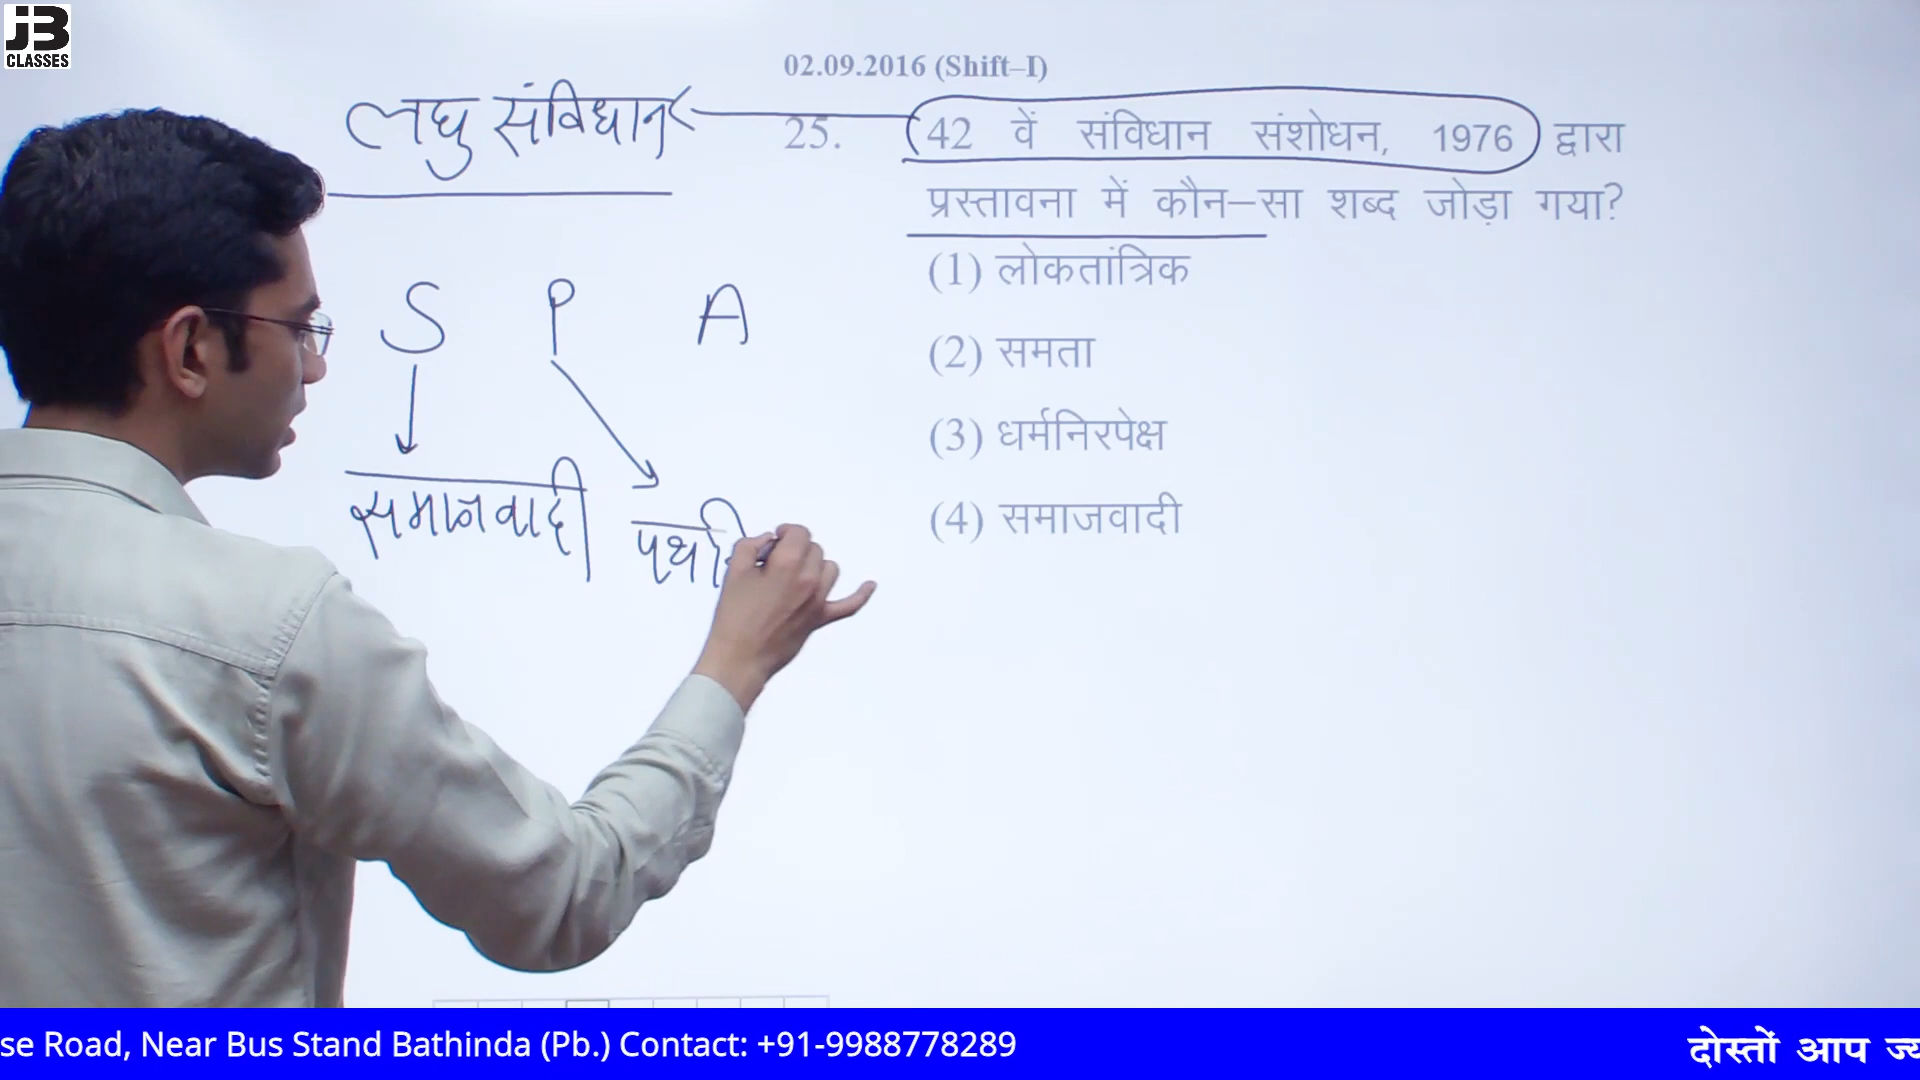 JB
CLASSES
02.09.2016 (Shift–I)
लघु संविधान
25. 42 वें संविधान संशोधन, 1976 द्वारा
प्रस्तावना में कौन–सा शब्द जोड़ा गया?
(1) लोकतांत्रिक
(2) समता
(3) धर्मनिरपेक्ष
(4) समाजवादी
S P A
समाजवादी
se Road, Near Bus Stand Bathinda (Pb.) Contact: +91-9988778289
दोस्तों आप ज्य